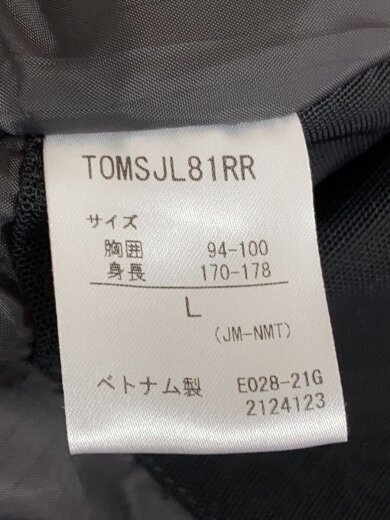 TOMSJL81RR
サイズ
胸囲 94-100
身長 170-178
L
(JM-NMT)
ベトナム製 E028-21G
2124123